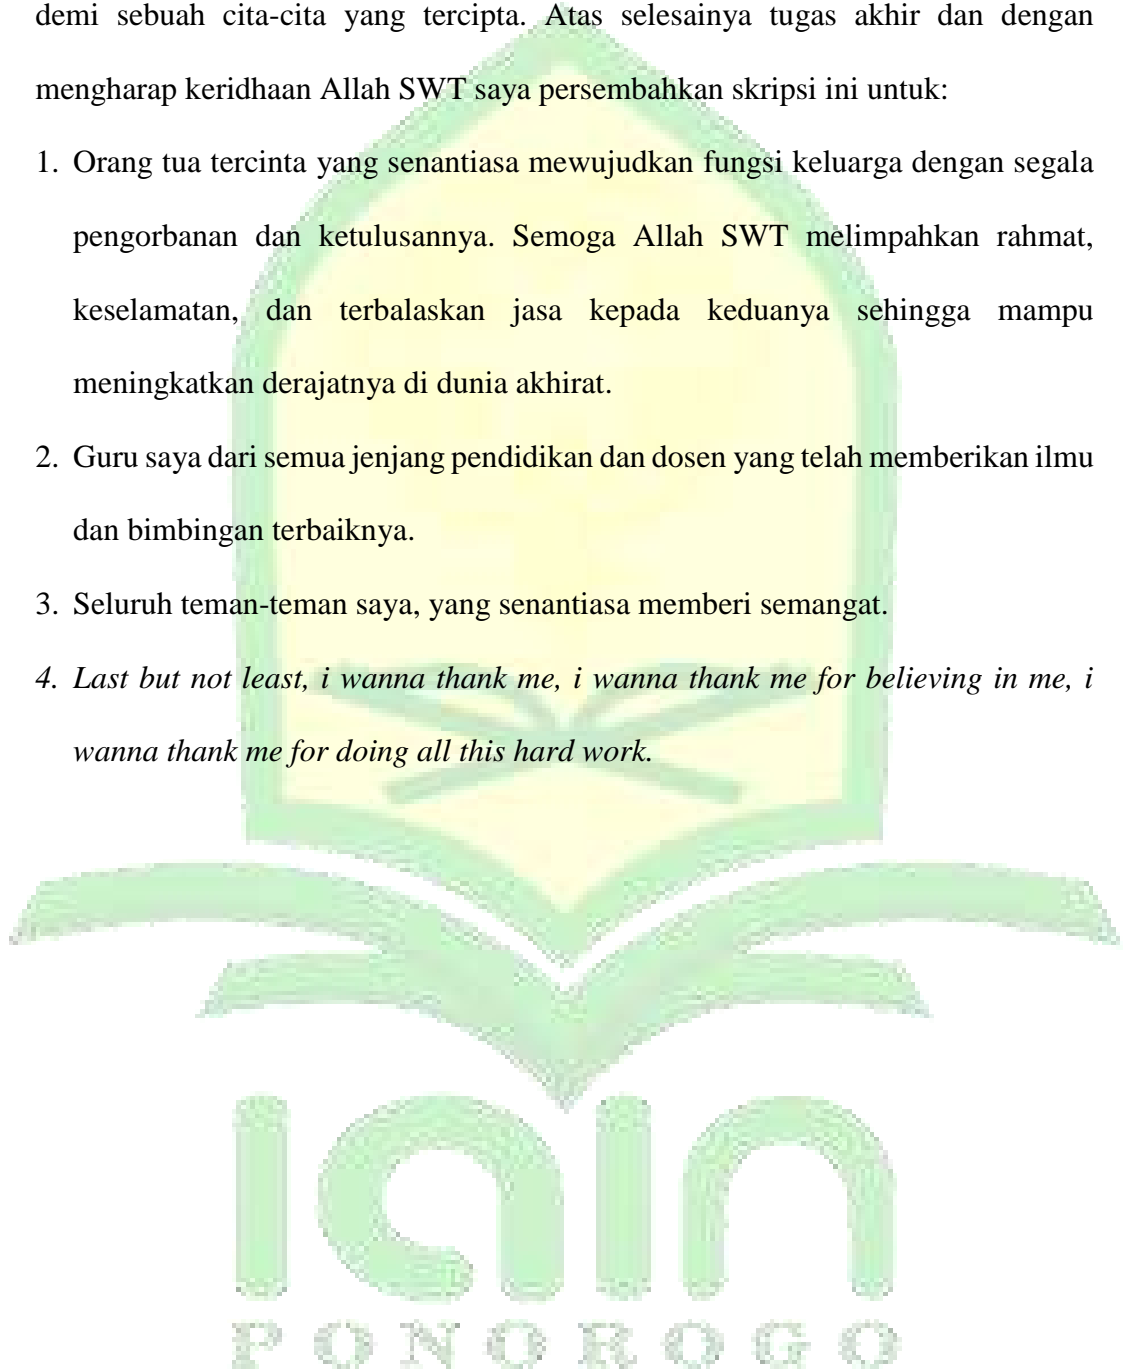 demi sebuah cita-cita yang tercipta. Atas selesainya tugas akhir dan dengan
mengharap keridhaan Allah SWT saya persembahkan skripsi ini untuk:
1. Orang tua tercinta yang senantiasa mewujudkan fungsi keluarga dengan segala
pengorbanan dan ketulusannya. Semoga Allah SWT melimpahkan rahmat,
keselamatan, dan terbalaskan jasa kepada keduanya sehingga mampu
meningkatkan derajatnya di dunia akhirat.
2. Guru saya dari semua jenjang pendidikan dan dosen yang telah memberikan ilmu
dan bimbingan terbaiknya.
3. Seluruh teman-teman saya, yang senantiasa memberi semangat.
4. Last but not least, i wanna thank me, i wanna thank me for believing in me, i
wanna thank me for doing all this hard work.
iain
PONOROGO